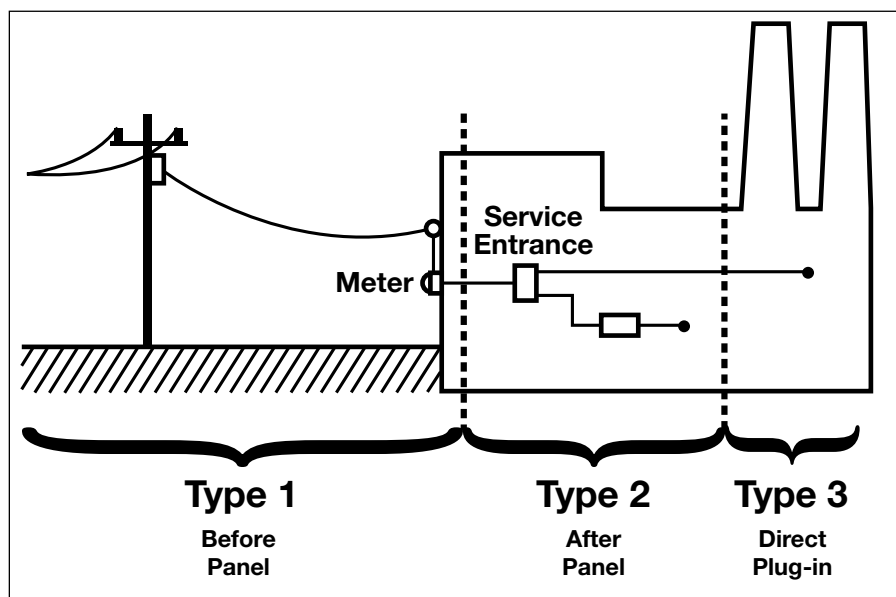 Service
Entrance
Meter
Type 1
Before
Panel
Type 2
After
Panel
Type 3
Direct
Plug-in